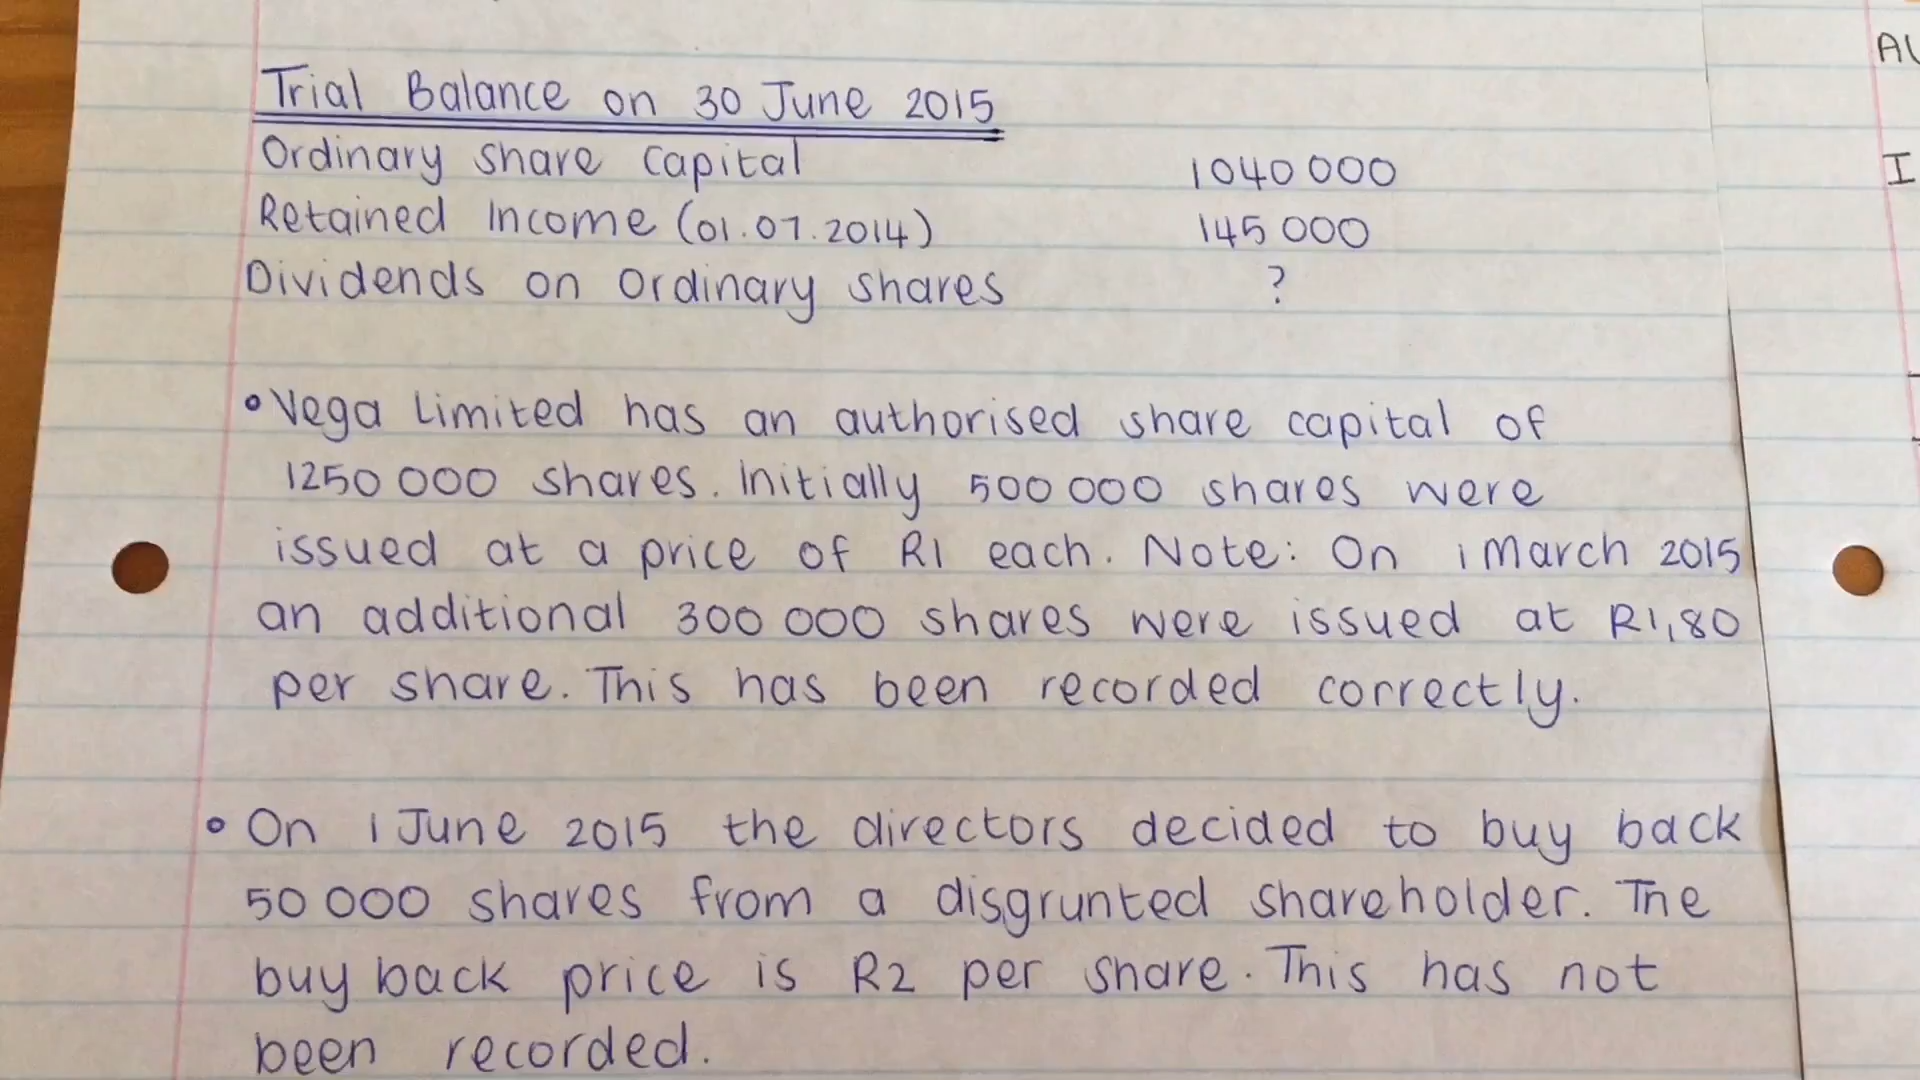 Trial Balance on 30 June 2015
Ordinary share capital 1040 000
Retained Income (01.07.2014) 145 000
Dividends on ordinary shares ?
• Vega Limited has an authorised share capital of
1250 000 shares. Initially 500 000 shares were
issued at a price of R1 each. Note: On 1 March 2015
an additional 300 000 shares were issued at R1,80
per share. This has been recorded correctly.
• On 1 June 2015 the directors decided to buy back
50 000 shares from a disgrunted shareholder. The
buy back price is R2 per share. This has not
been recorded.